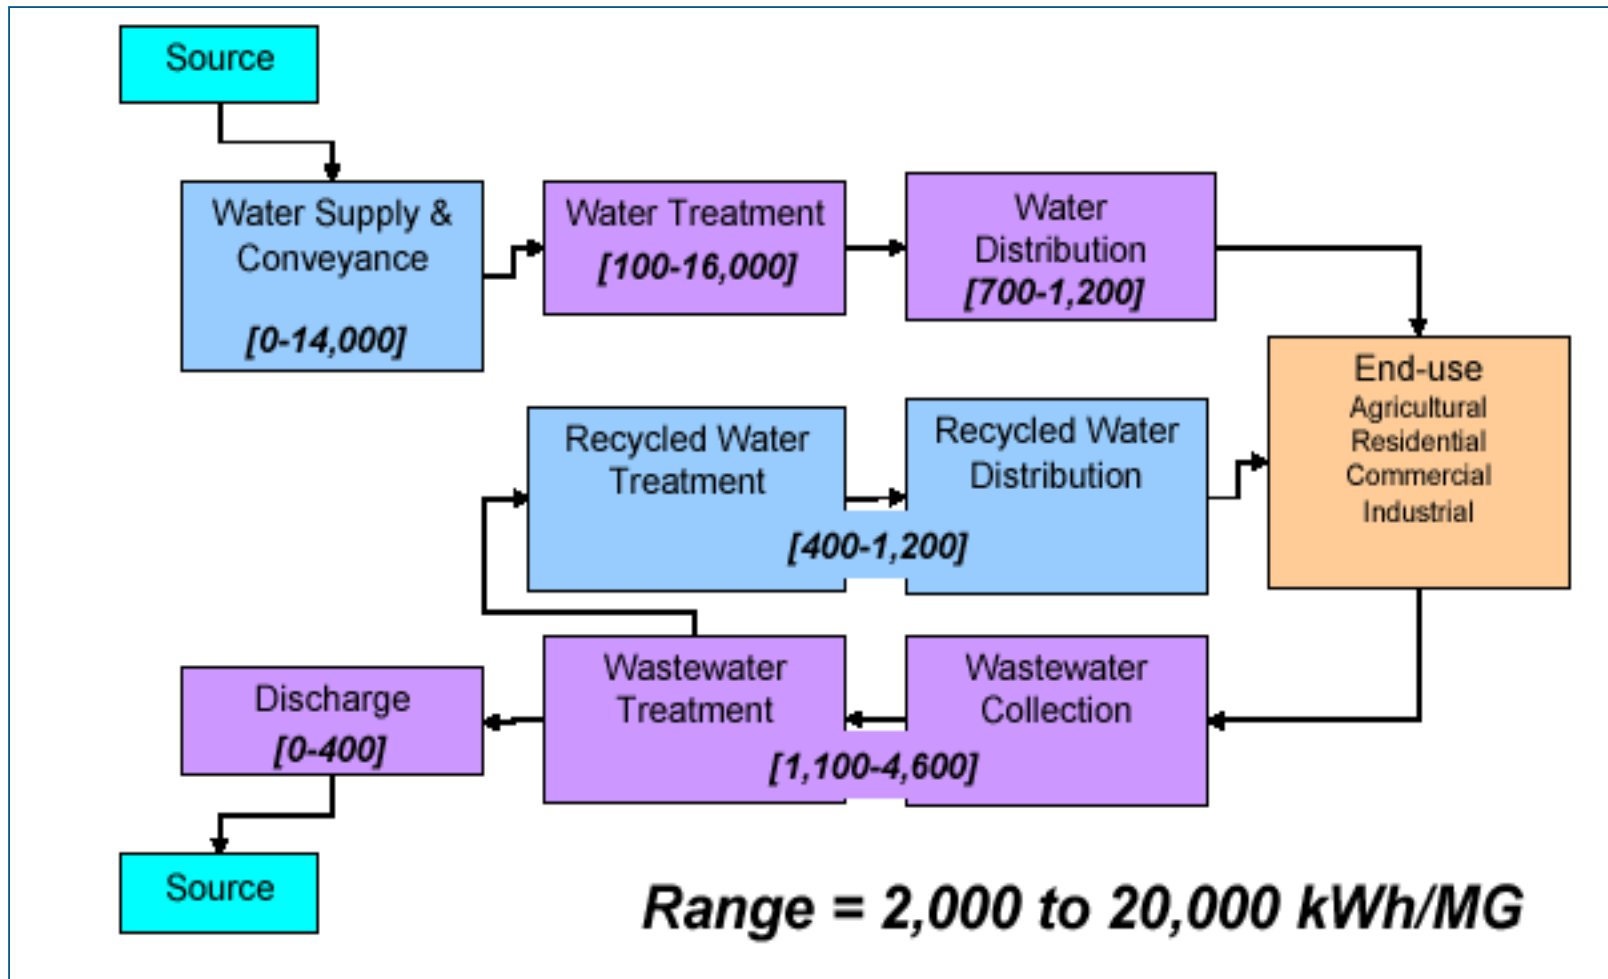 Source
Water Supply &
Conveyance
[0-14,000]
Water Treatment
[100-16,000]
Water
Distribution
[700-1,200]
End-use
Agricultural
Residential
Commercial
Industrial
Recycled Water
Treatment
Recycled Water
Distribution
[400-1,200]
Wastewater
Treatment
Wastewater
Collection
[1,100-4,600]
Discharge
[0-400]
Source
Range = 2,000 to 20,000 kWh/MG